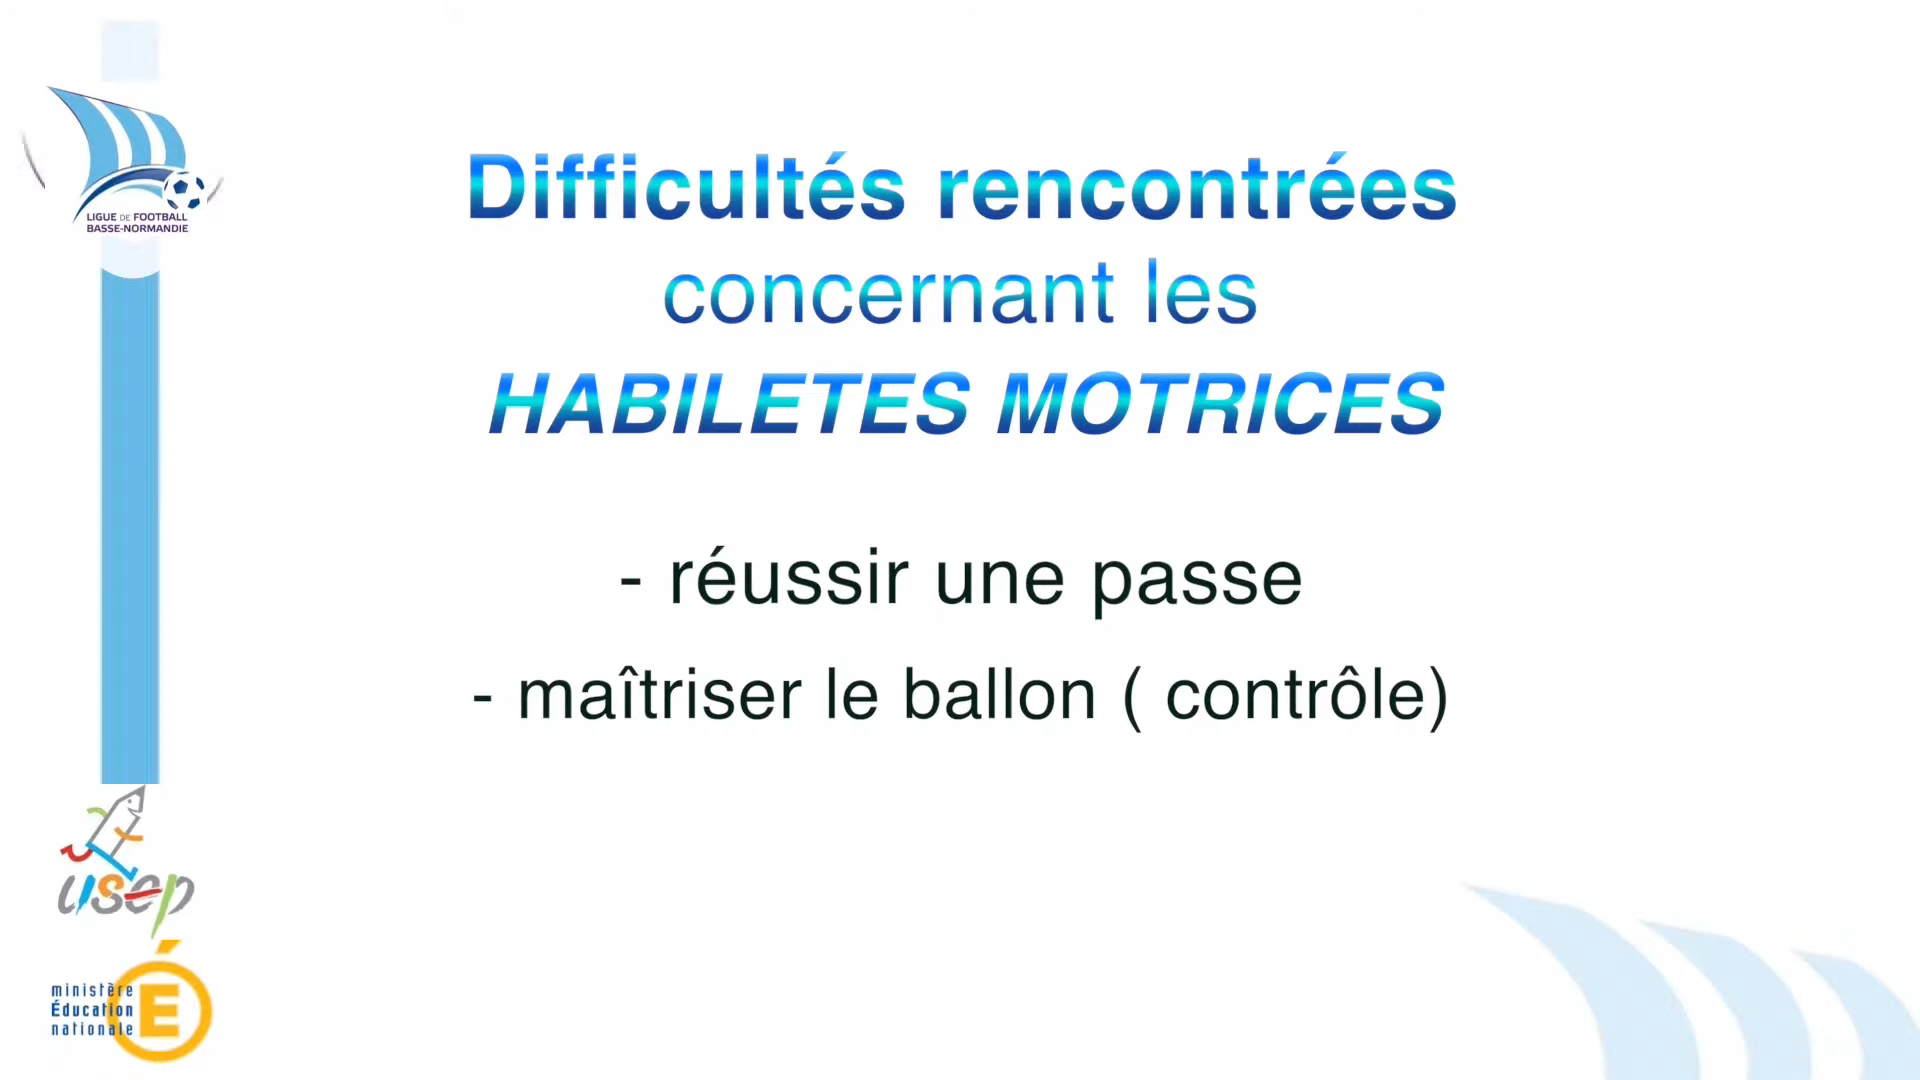 LIGUE DE FOOTBALL
BASSE-NORMANDIE
Difficultés rencontrées
concernant les
HABILETES MOTRICES
- réussir une passe
- maîtriser le ballon ( contrôle)
usep
ministère
Éducation
nationale
É